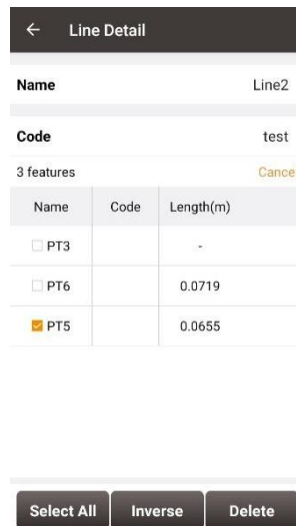 Line Detail
Name Line2
Code test
3 features Cance
Name Code Length(m)
PT3 -
PT6 0.0719
PT5 0.0655
Select All Inverse Delete